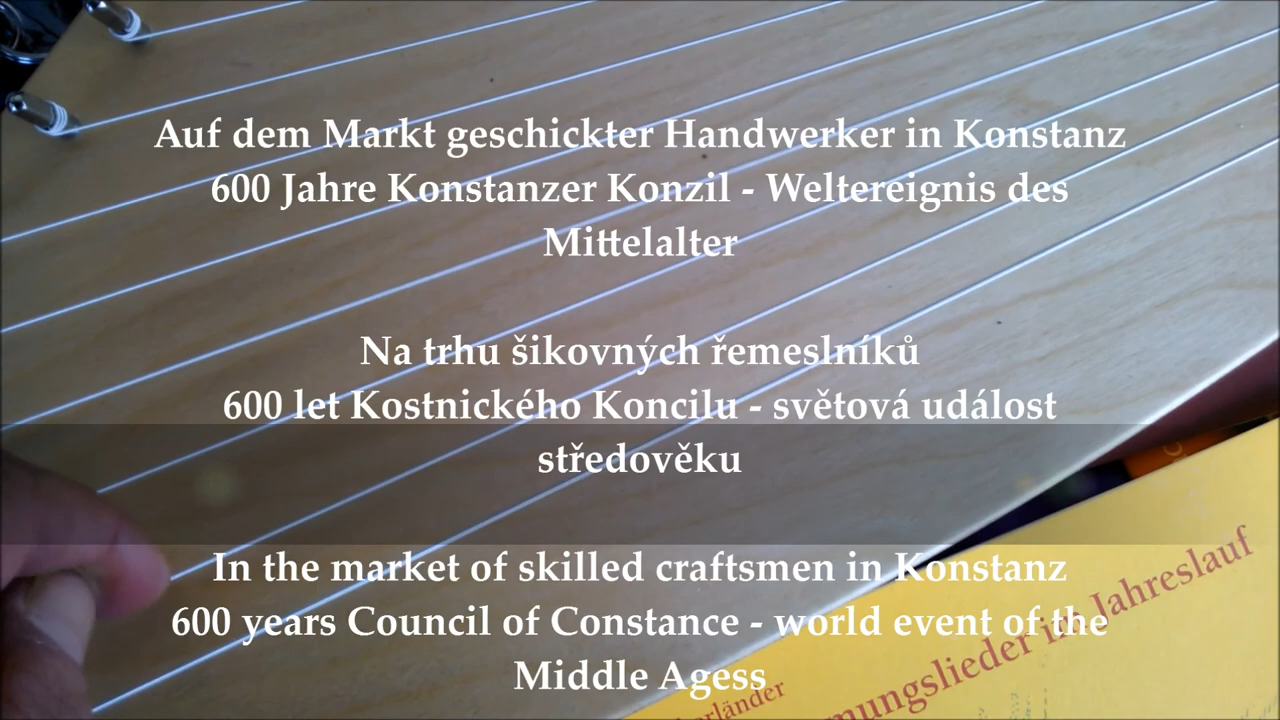 Auf dem Markt geschickter Handwerker in Konstanz
600 Jahre Konstanzer Konzil - Weltereignis des
Mittelalter
Na trhu šikovných řemeslníků
600 let Kostnického Koncilu - světová událost
středověku
In the market of skilled craftsmen in Konstanz
600 years Council of Constance - world event of the
Middle Agess
Jahreslauf